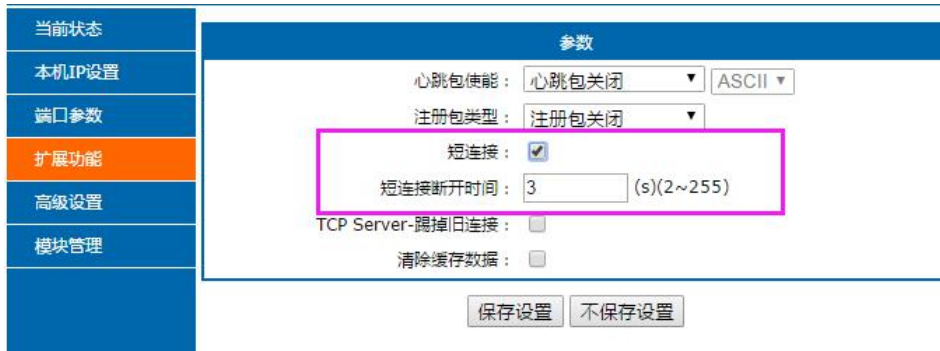 当前状态
本机IP设置
端口参数
扩展功能
高级设置
模块管理
参数
心跳包使能： 心跳包关闭 ASCII
注册包类型： 注册包关闭
短连接：
短连接断开时间： 3 (s)(2~255)
TCP Server-踢掉旧连接：
清除缓存数据：
保存设置 不保存设置